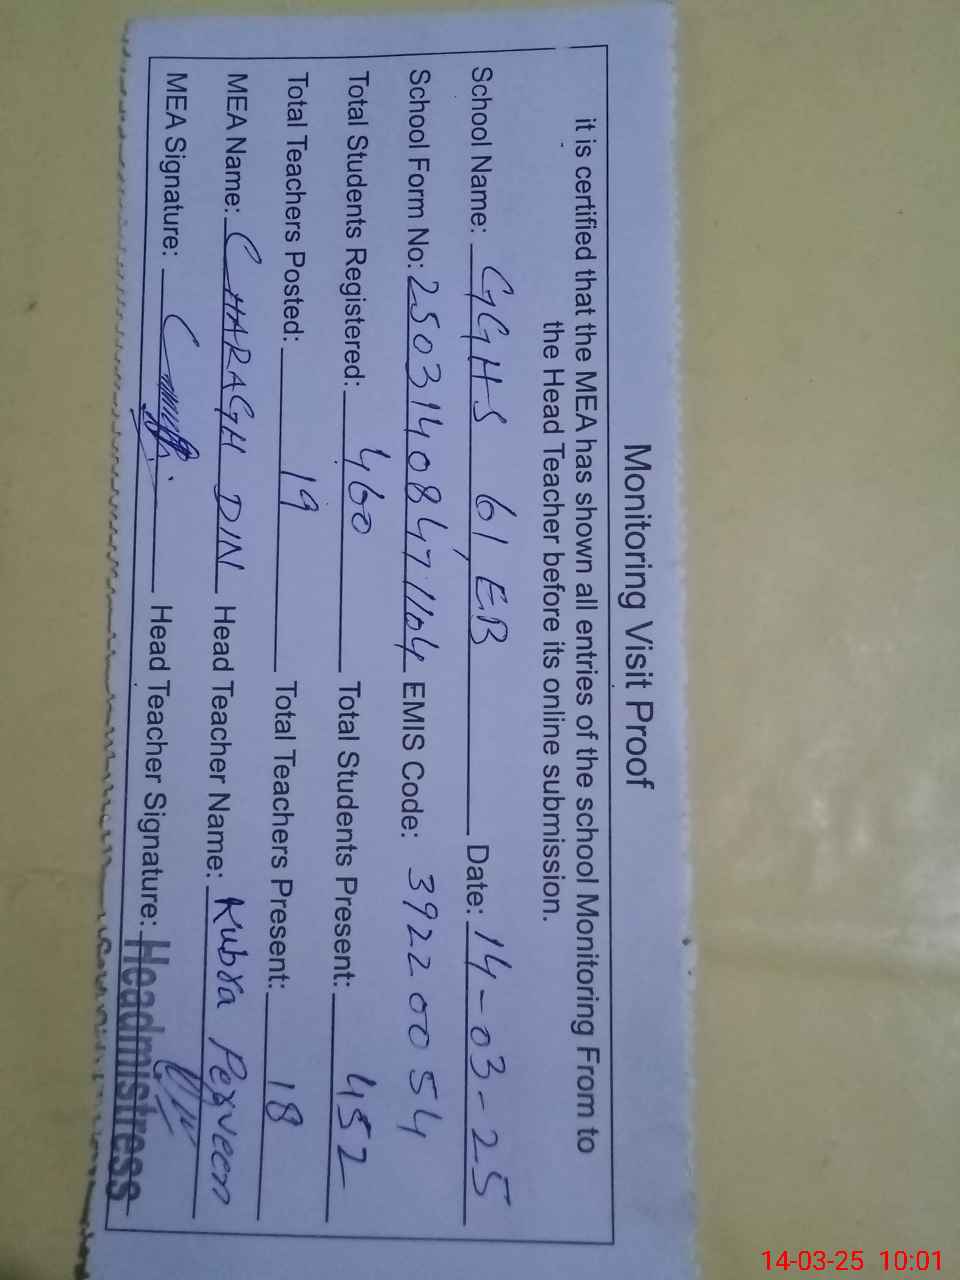 Monitoring Visit Proof
it is certified that the MEA has shown all entries of the school Monitoring From to
the Head Teacher before its online submission.
School Name: GGHS 61, EB Date: 14-03-25
School Form No: 25031408471104 EMIS Code: 39220054
Total Students Registered: 460 Total Students Present: 452
Total Teachers Posted: 19 Total Teachers Present: 18
MEA Name: CHARAGH DIN Head Teacher Name: Kubra Perveen
MEA Signature: Head Teacher Signature: Headmistress
14-03-25 10:01